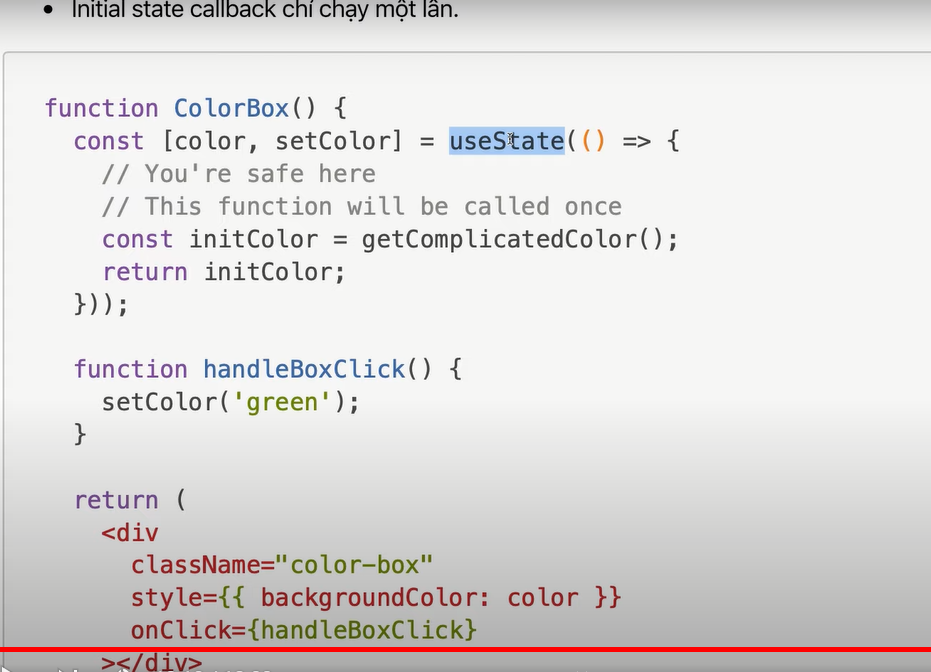 • Initial state callback chỉ chạy một lần.
function ColorBox() {
const [color, setColor] = useState(() => {
// You're safe here
// This function will be called once
const initColor = getComplicatedColor();
return initColor;
}));
function handleBoxClick() {
setColor('green');
}
return (
<div
className="color-box"
style={{ backgroundColor: color }}
onClick={handleBoxClick}
></div>